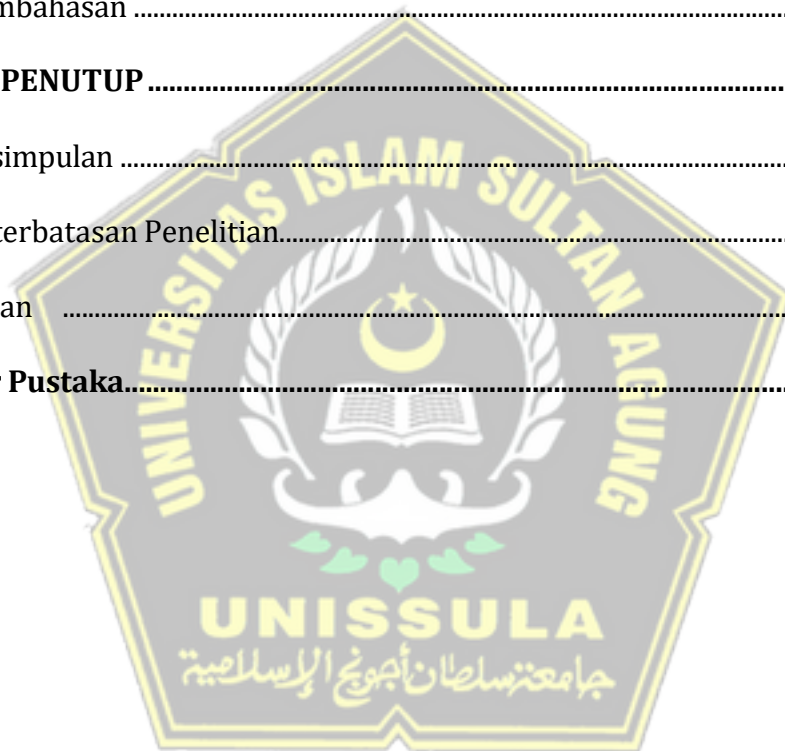 mbahasan ................................................................
PENUTUP ................................................................
simpulan ................................................................
terbatasan Penelitian................................................................
an ................................................................
r Pustaka................................................................
UNIVERSITAS ISLAM SULTAN AGUNG
UNISSULA
جامعة سلطان أجونج الإسلامية